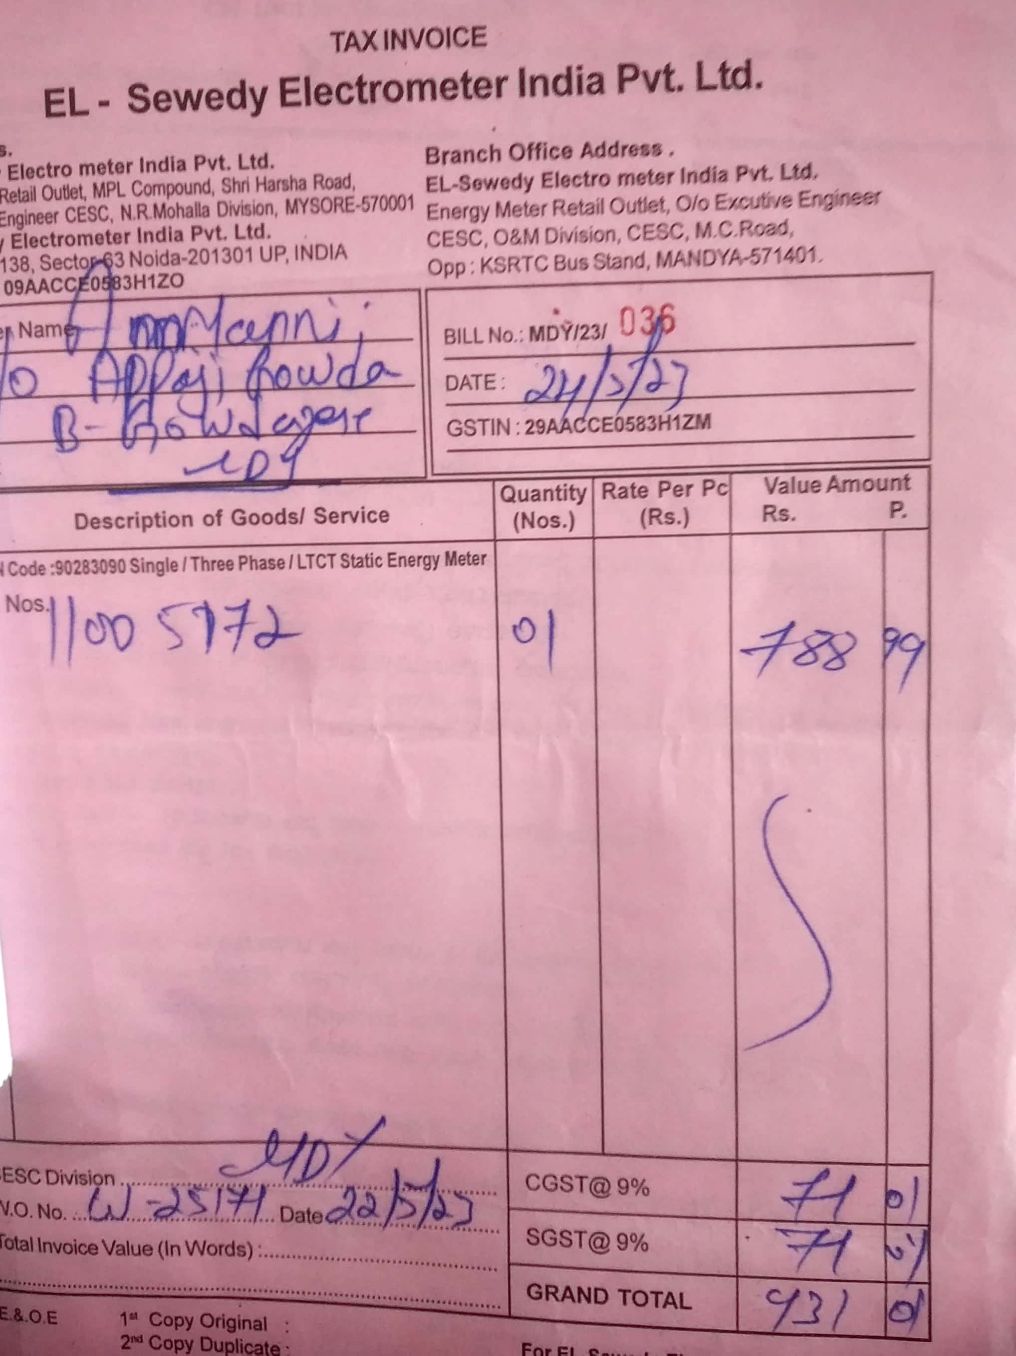 TAX INVOICE
EL - Sewedy Electrometer India Pvt. Ltd.
s.
Electro meter India Pvt. Ltd.
Retail Outlet, MPL Compound, Shri Harsha Road,
Engineer CESC, N.R.Mohalla Division, MYSORE-570001
y Electrometer India Pvt. Ltd.
138, Sector-63 Noida-201301 UP, INDIA
09AACCE0583H1ZO
Branch Office Address .
EL-Sewedy Electro meter India Pvt. Ltd.
Energy Meter Retail Outlet, O/o Excutive Engineer
CESC, O&M Division, CESC, M.C.Road,
Opp : KSRTC Bus Stand, MANDYA-571401.
er Name
/o Appaji Gowda
B-
BILL No.: MDY/23/ 036
DATE : 24/5/23
GSTIN : 29AACCE0583H1ZM
Description of Goods/ Service
Quantity (Nos.)
Rate Per Pc (Rs.)
Value Amount
Rs. P.
N Code :90283090 Single / Three Phase / LTCT Static Energy Meter
Nos. 11005772 01 788 99
ESC Division MDY
V.O. No. W-25171 Date 22/5/23
Total Invoice Value (In Words) :
CGST@ 9% 71 01
SGST@ 9% 71 01
GRAND TOTAL 931 01
E.&.O.E
1st Copy Original :
2nd Copy Duplicate :
For EL